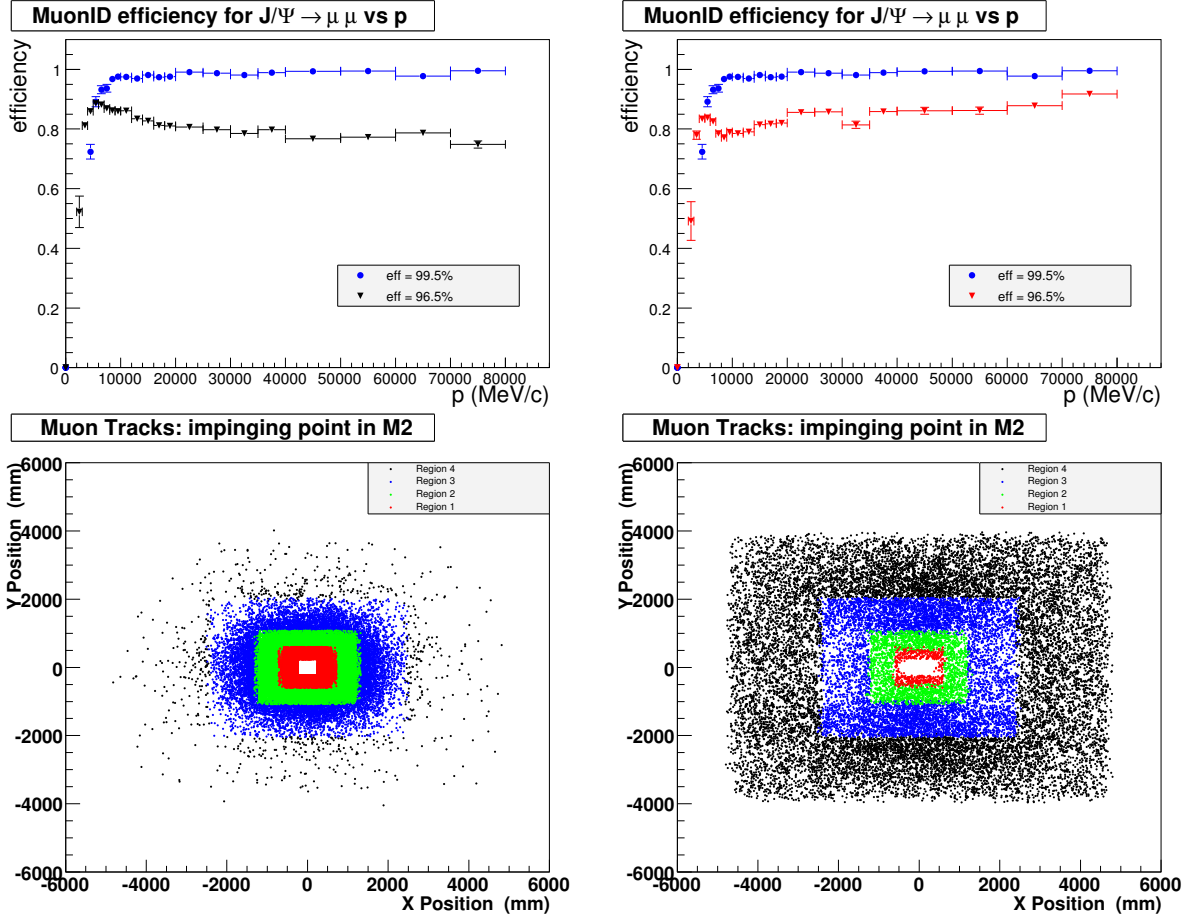 MuonID efficiency for J/Ψ → μ μ vs p
efficiency
1
0.8
0.6
0.4
0.2
0
0 10000 20000 30000 40000 50000 60000 70000 80000
p (MeV/c)
eff = 99.5%
eff = 96.5%
MuonID efficiency for J/Ψ → μ μ vs p
efficiency
1
0.8
0.6
0.4
0.2
0
0 10000 20000 30000 40000 50000 60000 70000 80000
p (MeV/c)
eff = 99.5%
eff = 96.5%
Muon Tracks: impinging point in M2
Y Position (mm)
6000
4000
2000
0
-2000
-4000
-6000
-6000 -4000 -2000 0 2000 4000 6000
X Position (mm)
Region 4
Region 3
Region 2
Region 1
Muon Tracks: impinging point in M2
Y Position (mm)
6000
4000
2000
0
-2000
-4000
-6000
-6000 -4000 -2000 0 2000 4000 6000
X Position (mm)
Region 4
Region 3
Region 2
Region 1